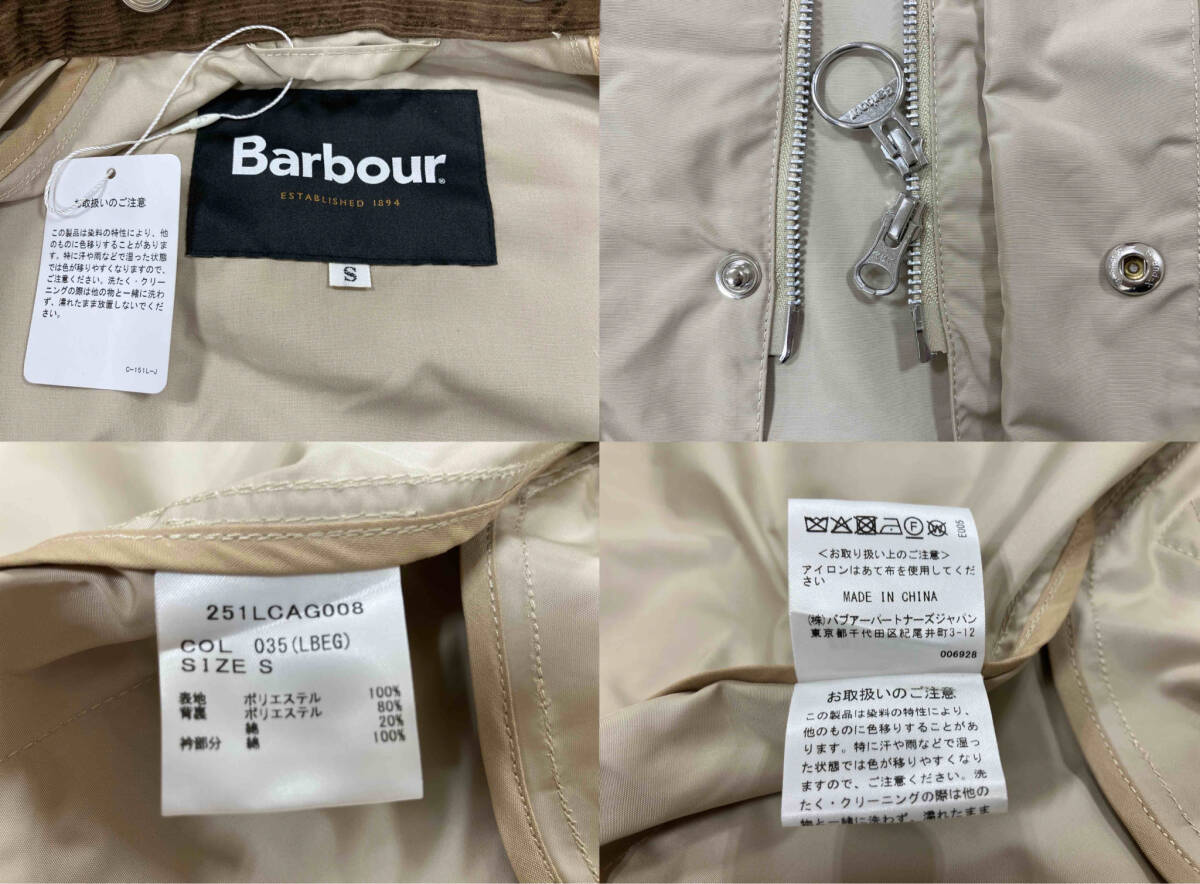 Barbour®
ESTABLISHED 1894
S
お取扱いのご注意
この製品は染料の特性により、他
のものに色移りすることがありま
す。特に汗や雨などで湿った状態
では色が移りやすくなりますので、
ご注意ください。洗たく・クリー
ニングの際は他の物と一緒に洗わ
ず、濡れたまま放置しないでくだ
さい。
C-151L-J
251LCAG008
COL 035(LBEG)
SIZE S
表地 ポリエステル 100%
背裏 ポリエステル 80%
綿 20%
衿部分 綿 100%
E005
<お取り扱い上のご注意>
アイロンはあて布を使用してくだ
さい
MADE IN CHINA
(株)バブアーパートナーズジャパン
東京都千代田区紀尾井町3-12
006928
お取扱いのご注意
この製品は染料の特性により、
他のものに色移りすることがあ
ります。特に汗や雨などで湿っ
た状態では色が移りやすくなり
ますので、ご注意ください。洗
たく・クリーニングの際は他の
物と一緒に洗わず、濡れたまま